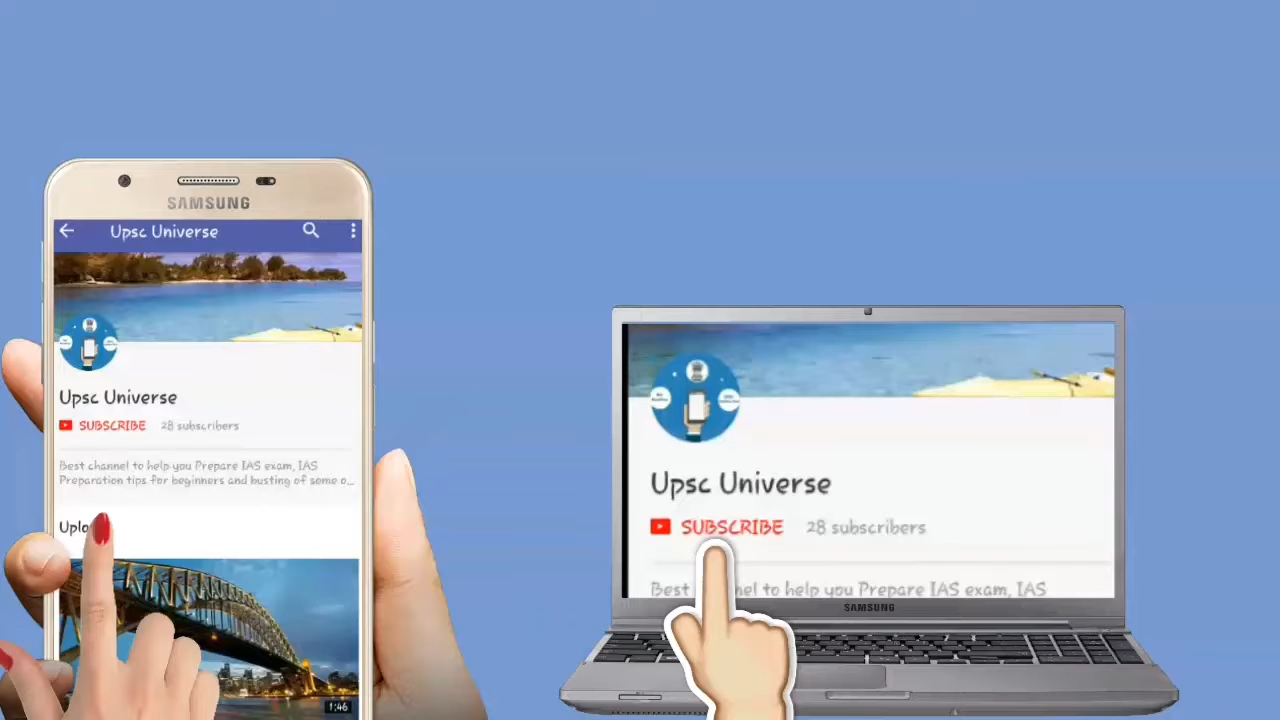 SAMSUNG
Upsc Universe
Upsc Universe
SUBSCRIBE 28 subscribers
Best channel to help you Prepare IAS exam, IAS
Preparation tips for beginners and busting of some o...
Uplo
1:46
Upsc Universe
SUBSCRIBE 28 subscribers
Best nel to help you Prepare IAS exam, IAS
SAMSUNG